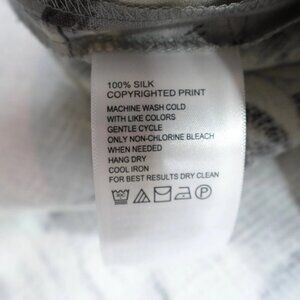 100% SILK
COPYRIGHTED PRINT
MACHINE WASH COLD
WITH LIKE COLORS
GENTLE CYCLE
ONLY NON-CHLORINE BLEACH
WHEN NEEDED
HANG DRY
COOL IRON
FOR BEST RESULTS DRY CLEAN